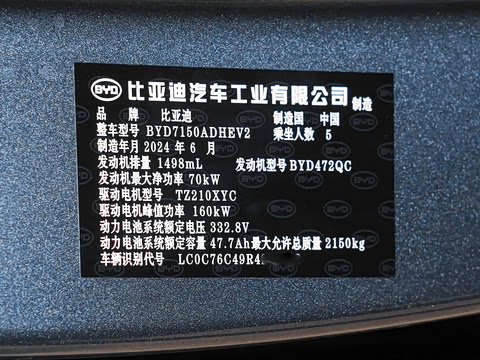 BYD 比亚迪汽车工业有限公司 制造
品 牌 比亚迪 制造国 中国
整车型号 BYD7150ADHEV2 乘坐人数 5
制造年月 2024 年 6 月
发动机排量 1498mL 发动机型号 BYD472QC
发动机最大净功率 70kW
驱动电机型号 TZ210XYC
驱动电机峰值功率 160kW
动力电池系统额定电压 332.8V
动力电池系统额定容量 47.7Ah 最大允许总质量 2150kg
车辆识别代号 LC0C76C49R4